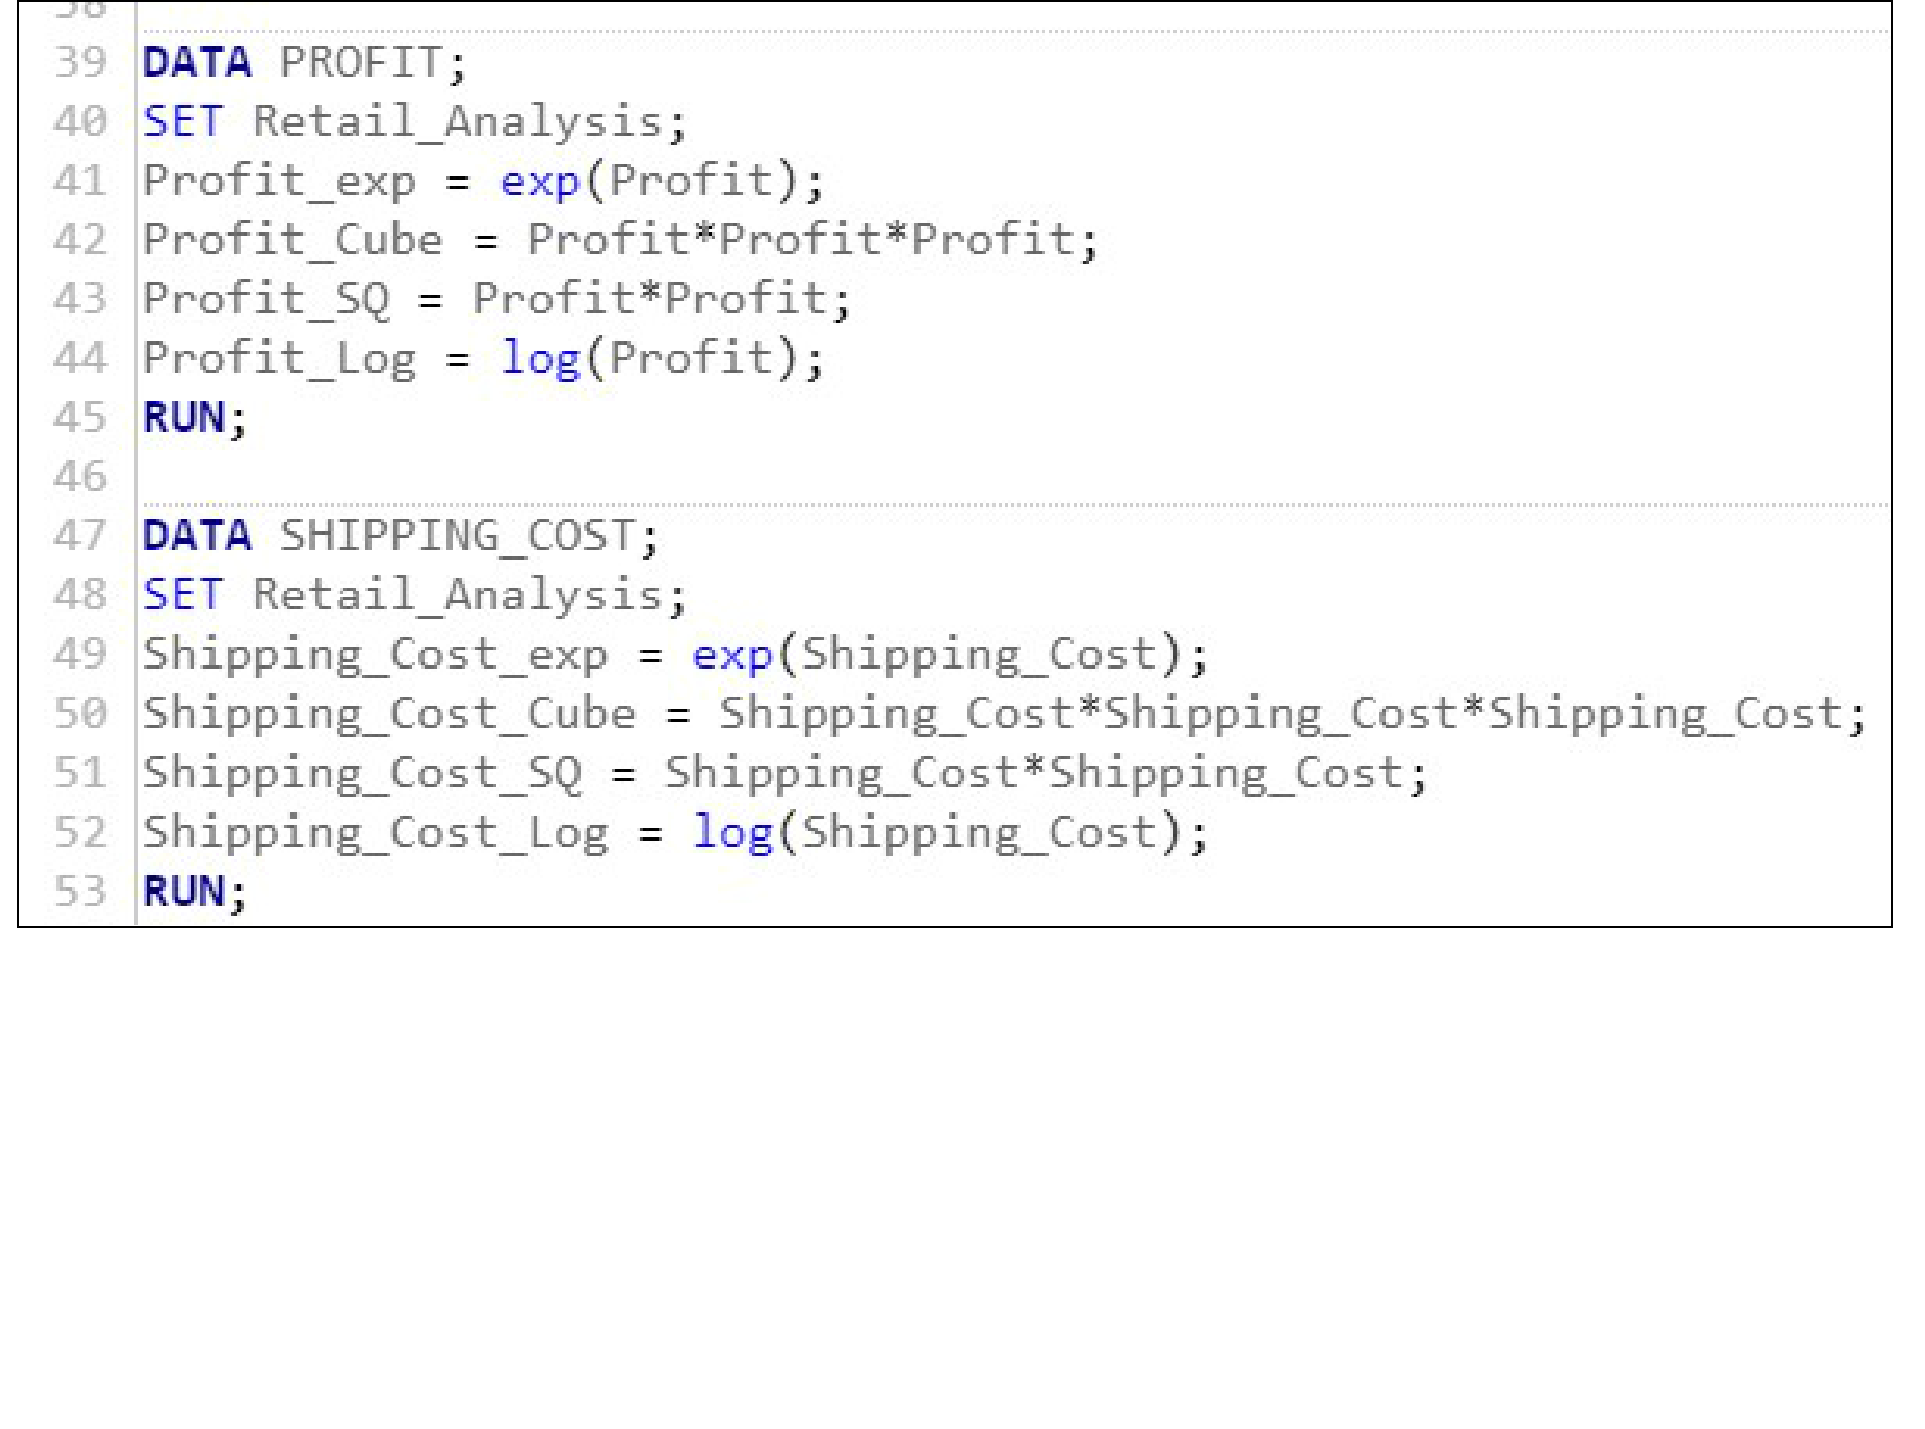 38
39 DATA PROFIT;
40 SET Retail_Analysis;
41 Profit_exp = exp(Profit);
42 Profit_Cube = Profit*Profit*Profit;
43 Profit_SQ = Profit*Profit;
44 Profit_Log = log(Profit);
45 RUN;
46
47 DATA SHIPPING_COST;
48 SET Retail_Analysis;
49 Shipping_Cost_exp = exp(Shipping_Cost);
50 Shipping_Cost_Cube = Shipping_Cost*Shipping_Cost*Shipping_Cost;
51 Shipping_Cost_SQ = Shipping_Cost*Shipping_Cost;
52 Shipping_Cost_Log = log(Shipping_Cost);
53 RUN;